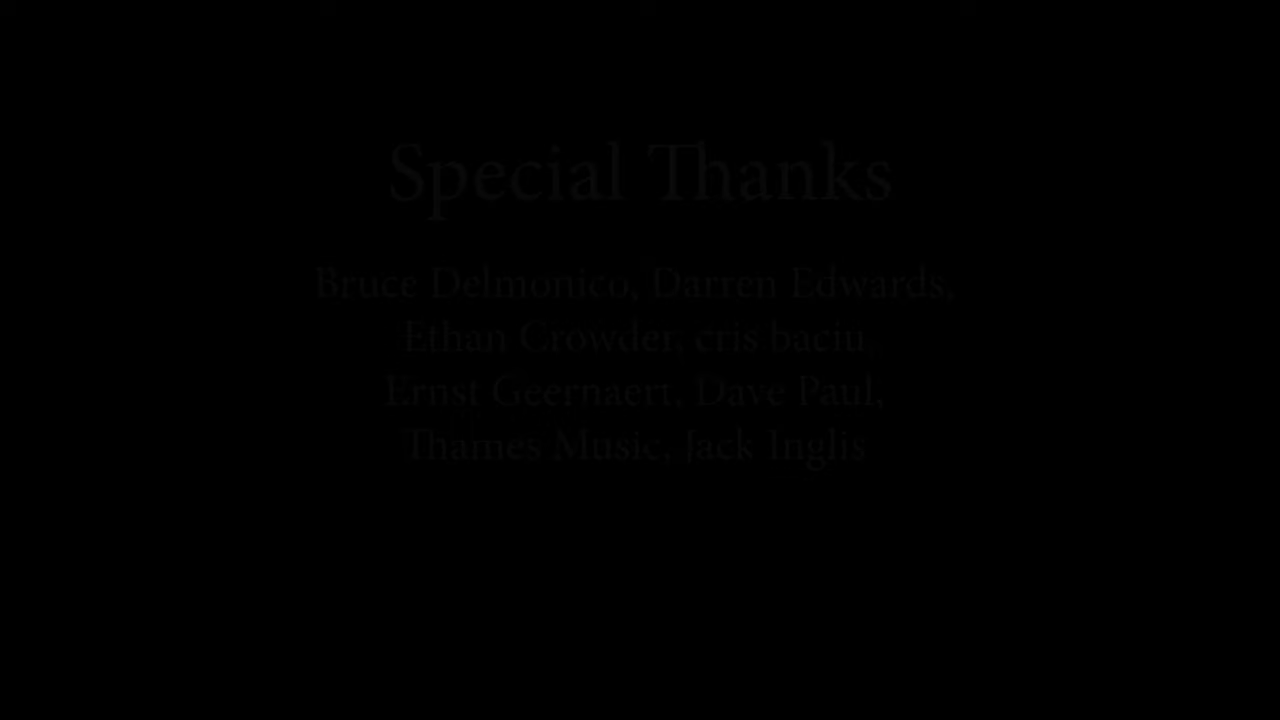 Special Thanks
Bruce Delmonico, Darren Edwards,
Ethan Crowder, cris baciu,
Ernst Geernaert, Dave Paul,
Thames Music, Jack Inglis